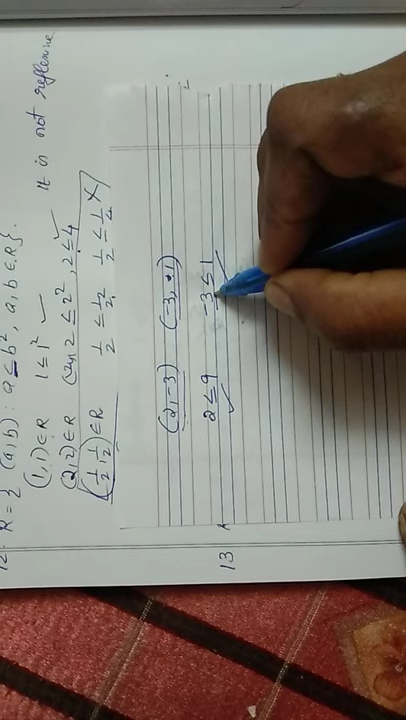 12. R = { (a,b) : a ≤ b², a,b ∈ R }.
(1,1) ∈ R 1 ≤ 1² ✓ It is not reflexive
(2,2) ∈ R 2 ≤ 2², 2 ≤ 4 ✓
(1/2, 1/2) ∈ R 1/2 ≤ 1/2² 1/2 ≤ 1/4 X
(2,-3) (-3, 1)
2 ≤ 9 ✓ -3 ≤ 1 ✓
13